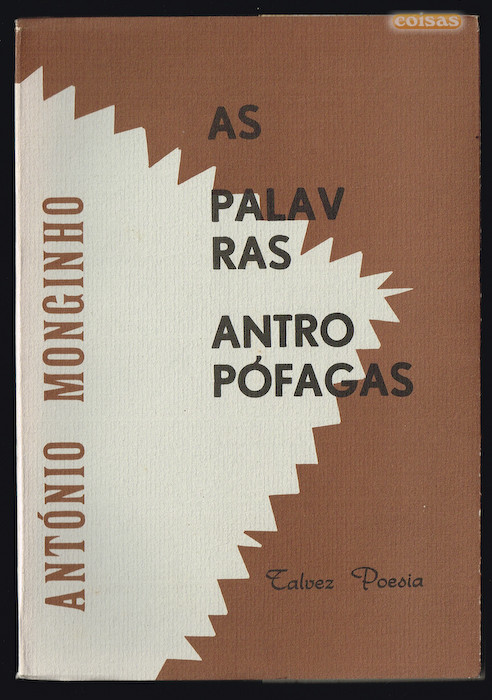 coisas
AS
PALAV
RAS
ANTRO
PÓFAGAS
ANTÓNIO MONGINHO
Talvez Poesia